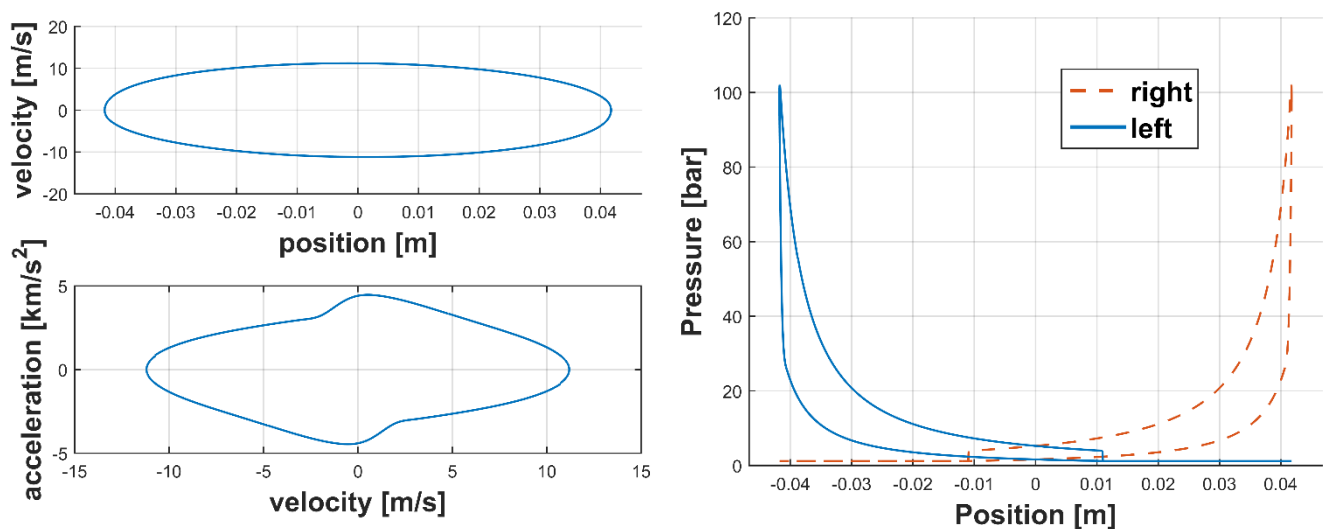 20
10
0
-10
-20
velocity [m/s]
-0.04 -0.03 -0.02 -0.01 0 0.01 0.02 0.03 0.04
position [m]
5
0
-5
acceleration [km/s²]
-15 -10 -5 0 5 10 15
velocity [m/s]
120
100
80
60
40
20
0
Pressure [bar]
right
left
-0.04 -0.03 -0.02 -0.01 0 0.01 0.02 0.03 0.04
Position [m]